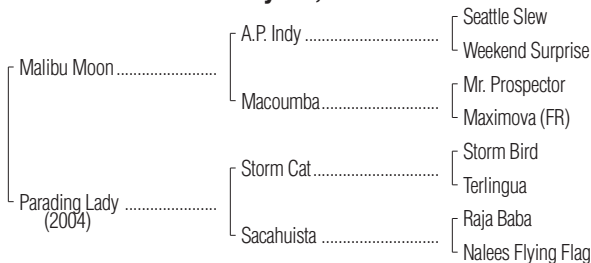 Seattle Slew
A.P. Indy ................................
Weekend Surprise
Malibu Moon ........................
Mr. Prospector
Macoumba............................
Maximova (FR)
Storm Bird
Storm Cat..............................
Terlingua
Parading Lady ......................
(2004)
Raja Baba
Sacahuista ............................
Nalees Flying Flag